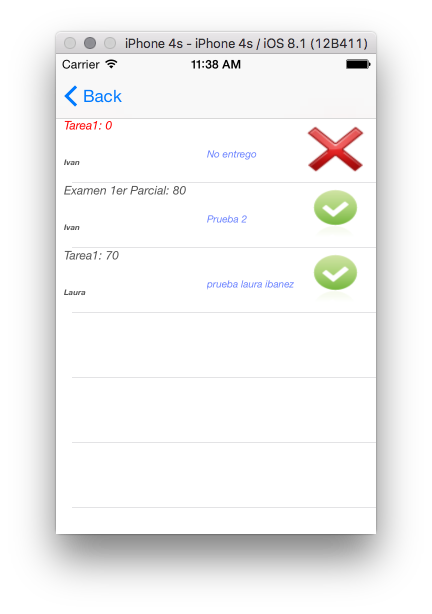 iPhone 4s - iPhone 4s / iOS 8.1 (12B411)
Carrier 11:38 AM
Back
Tarea1: 0
No entrego
Ivan
Examen 1er Parcial: 80
Prueba 2
Ivan
Tarea1: 70
prueba laura ibanez
Laura